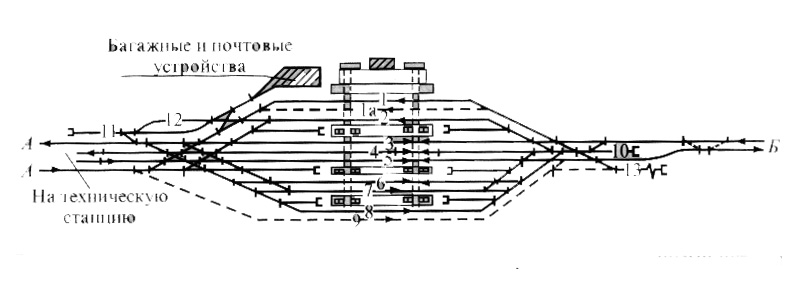 Багажные и почтовые
устройства
1
1а
2
12
11
А
3
Б
4
10
5
А
13
На техническую
станцию
6
7
8
9